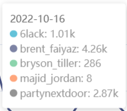 2022-10-16
6lack: 1.01k
brent_faiyaz: 4.26k
bryson_tiller: 286
majid_jordan: 8
partynextdoor: 2.87k